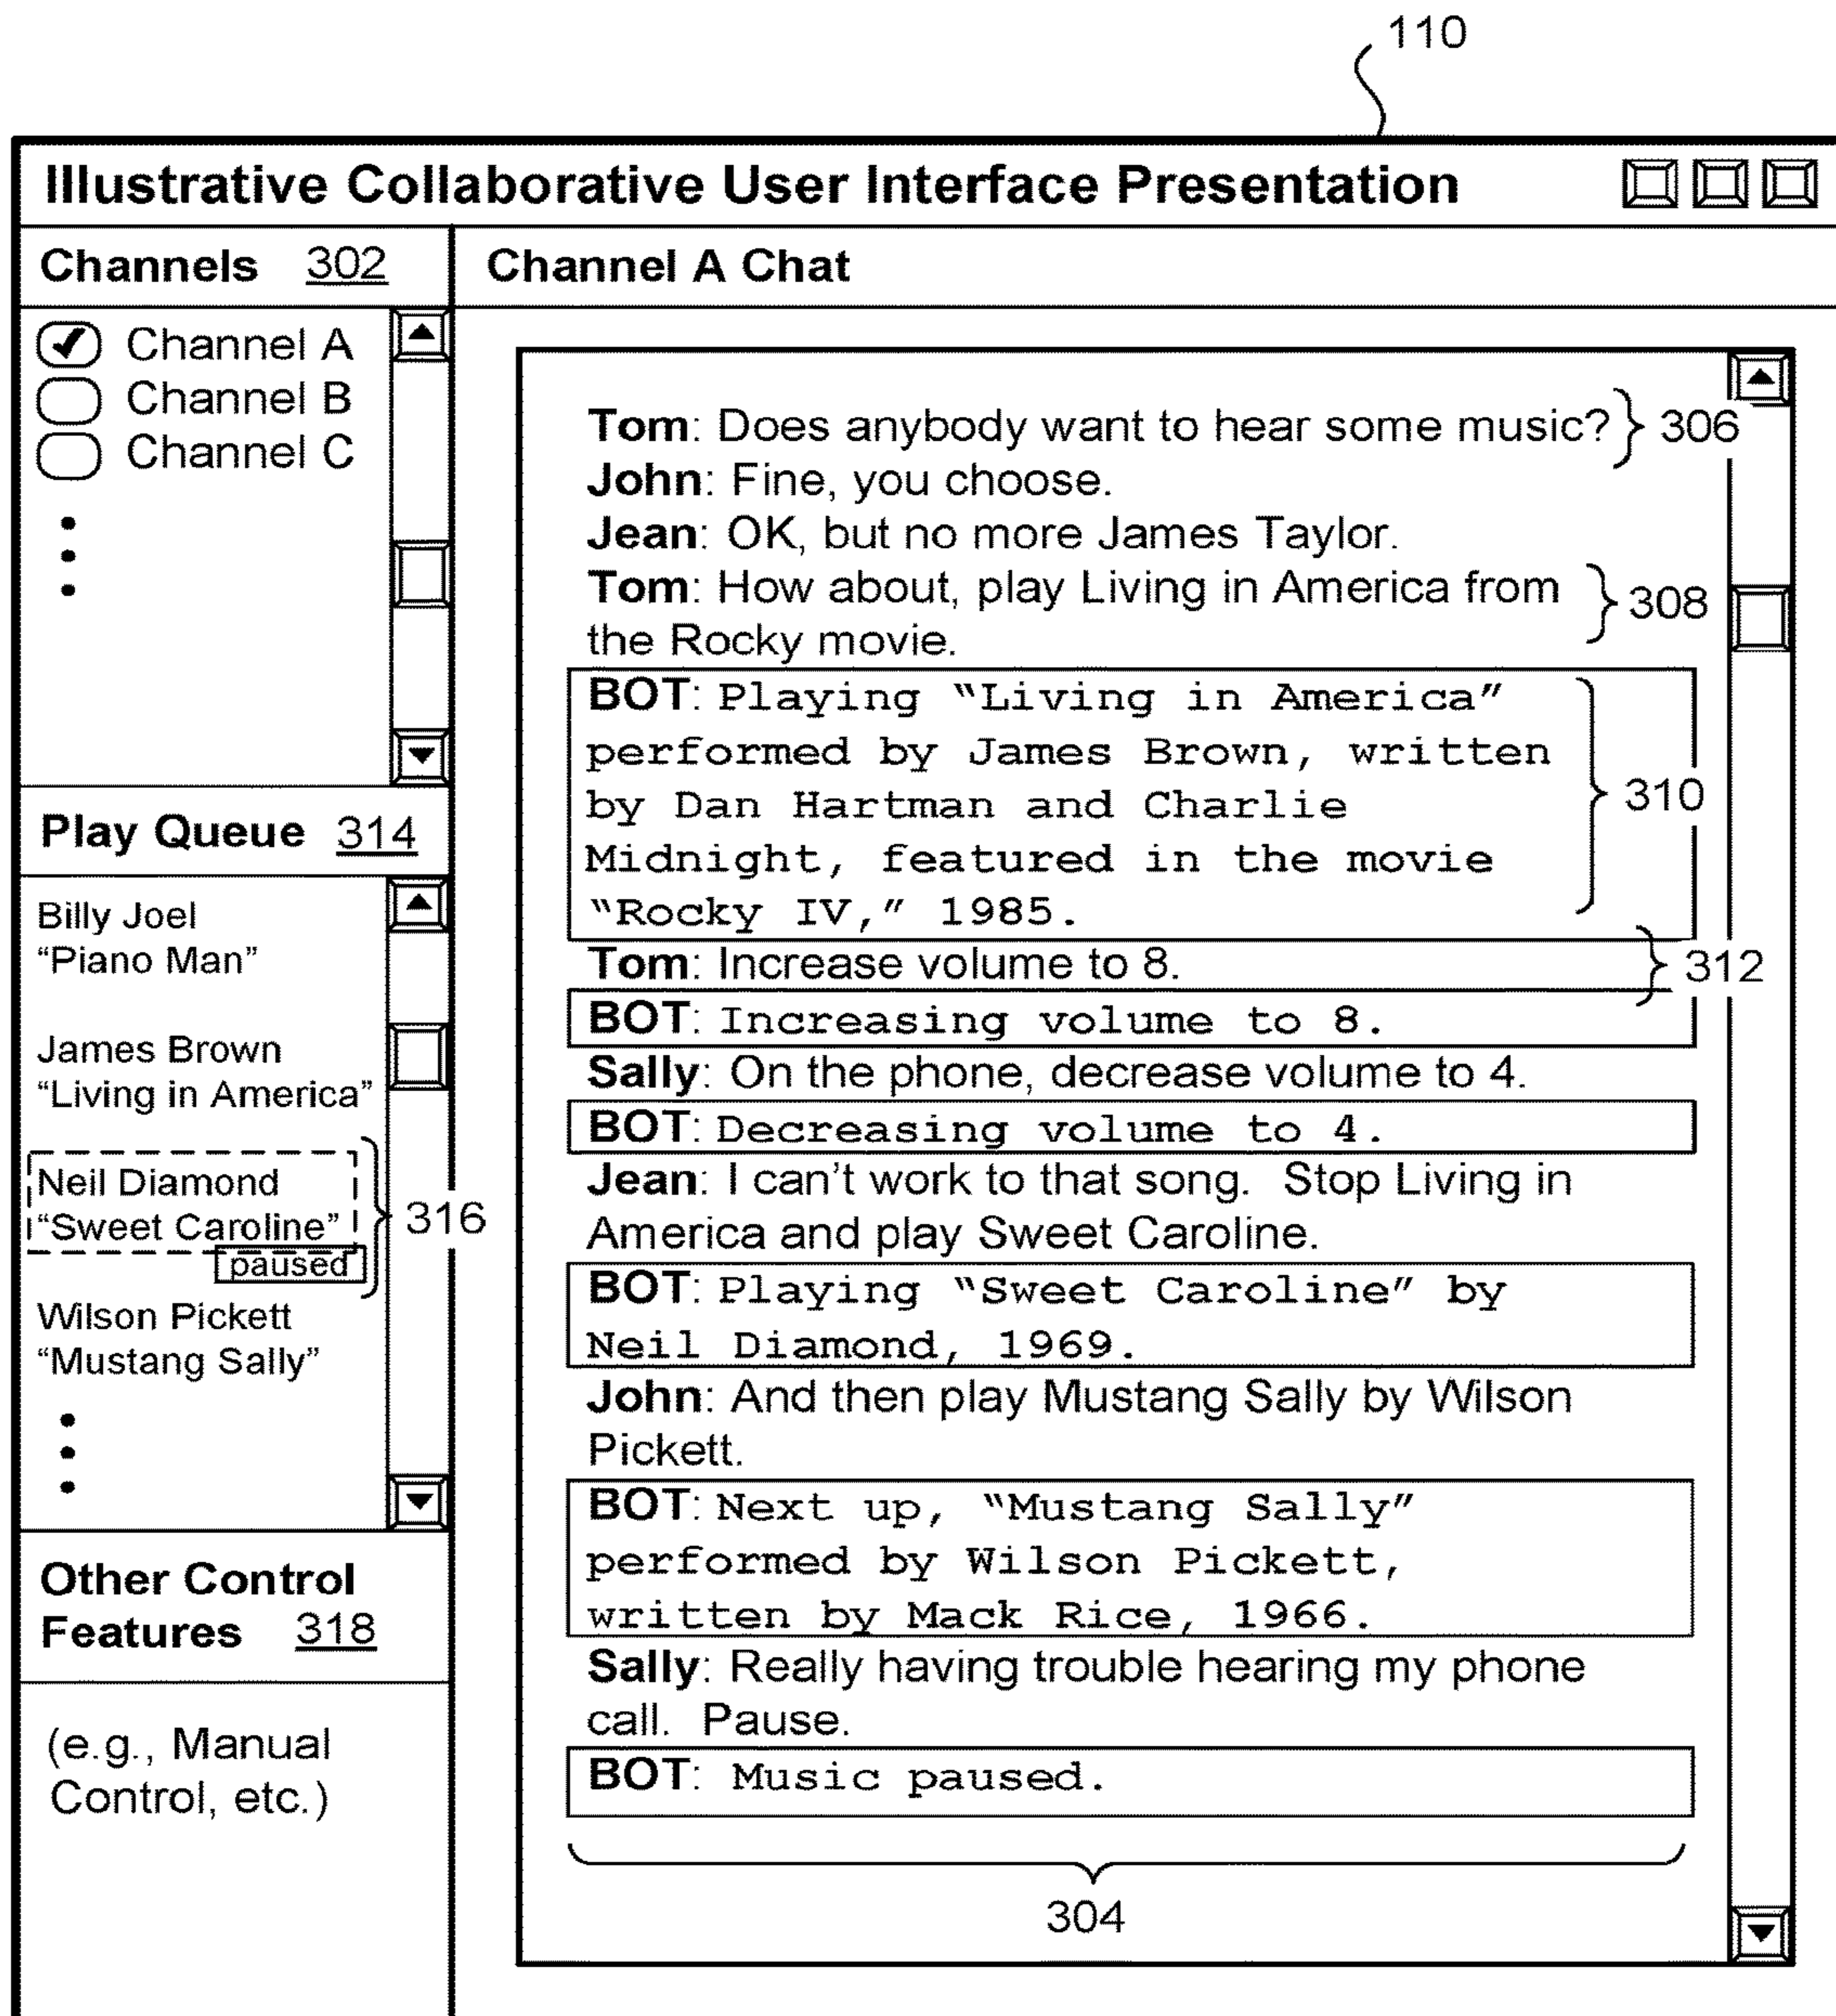 110
Illustrative Collaborative User Interface Presentation
Channels 302
Channel A
Channel B
Channel C
Play Queue 314
Billy Joel
“Piano Man”
James Brown
“Living in America”
Neil Diamond
“Sweet Caroline”
paused
316
Wilson Pickett
“Mustang Sally”
Other Control
Features 318
(e.g., Manual
Control, etc.)
Channel A Chat
Tom: Does anybody want to hear some music? 306
John: Fine, you choose.
Jean: OK, but no more James Taylor.
Tom: How about, play Living in America from
the Rocky movie.
308
BOT: Playing “Living in America”
performed by James Brown, written
by Dan Hartman and Charlie
Midnight, featured in the movie
“Rocky IV,” 1985.
310
Tom: Increase volume to 8. 312
BOT: Increasing volume to 8.
Sally: On the phone, decrease volume to 4.
BOT: Decreasing volume to 4.
Jean: I can’t work to that song. Stop Living in
America and play Sweet Caroline.
BOT: Playing “Sweet Caroline” by
Neil Diamond, 1969.
John: And then play Mustang Sally by Wilson
Pickett.
BOT: Next up, “Mustang Sally”
performed by Wilson Pickett,
written by Mack Rice, 1966.
Sally: Really having trouble hearing my phone
call. Pause.
BOT: Music paused.
304